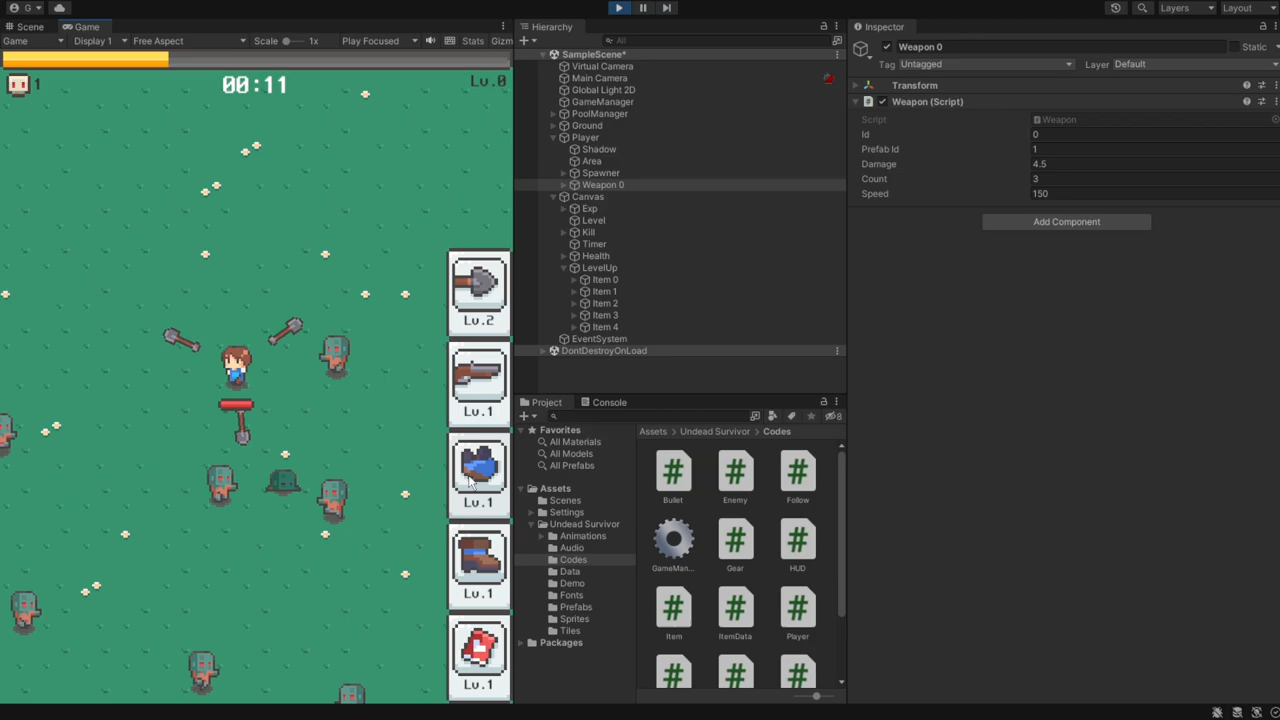 G
Layers
Layout
Scene
Game
Game
Display 1
Free Aspect
Scale
1x
Play Focused
Stats
Gizm
1
00:11
Lv.0
Lv.2
Lv.1
Lv.1
Lv.1
Lv.1
Hierarchy
All
SampleScene*
Virtual Camera
Main Camera
Global Light 2D
GameManager
PoolManager
Ground
Player
Shadow
Area
Spawner
Weapon 0
Canvas
Exp
Level
Kill
Timer
Health
LevelUp
Item 0
Item 1
Item 2
Item 3
Item 4
EventSystem
DontDestroyOnLoad
Project
Console
8
Favorites
All Materials
All Models
All Prefabs
Assets
Scenes
Settings
Undead Survivor
Animations
Audio
Codes
Data
Demo
Fonts
Prefabs
Sprites
Tiles
Packages
Assets
Undead Survivor
Codes
Bullet
Enemy
Follow
GameMan...
Gear
HUD
Item
ItemData
Player
Inspector
Weapon 0
Static
Tag Untagged
Layer Default
Transform
Weapon (Script)
Script Weapon
Id 0
Prefab Id 1
Damage 4.5
Count 3
Speed 150
Add Component